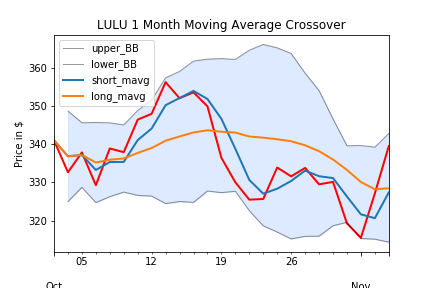 LULU 1 Month Moving Average Crossover
upper_BB
lower_BB
short_mavg
long_mavg
Price in $
360
350
340
330
320
05
12
19
26
Oct
Nov